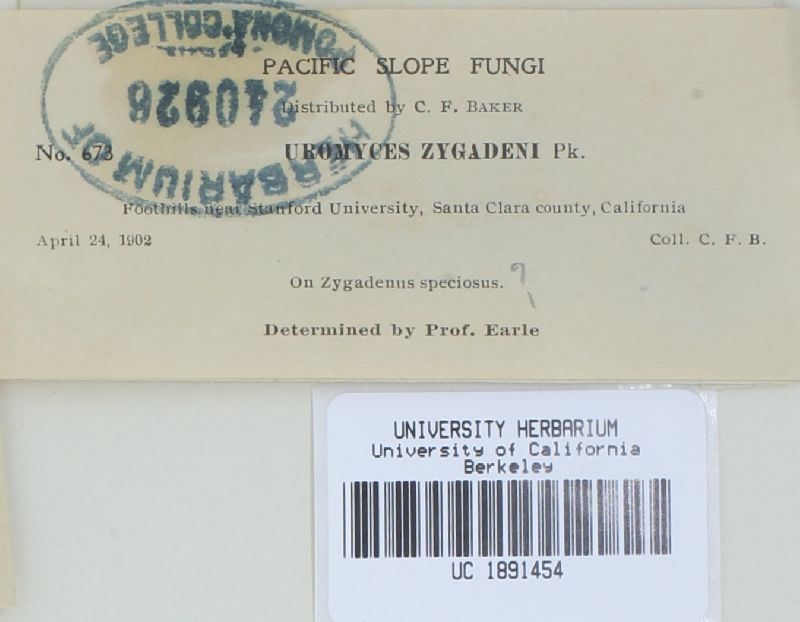 HERBARIUM OF
240928
POMONA COLLEGE
PACIFIC SLOPE FUNGI
Distributed by C. F. BAKER
No. 673 UROMYCES ZYGADENI Pk.
Foothills near Stanford University, Santa Clara county, California
April 24, 1902 Coll. C. F. B.
On Zygadenus speciosus. ?
Determined by Prof. Earle
UNIVERSITY HERBARIUM
University of California
Berkeley
UC 1891454